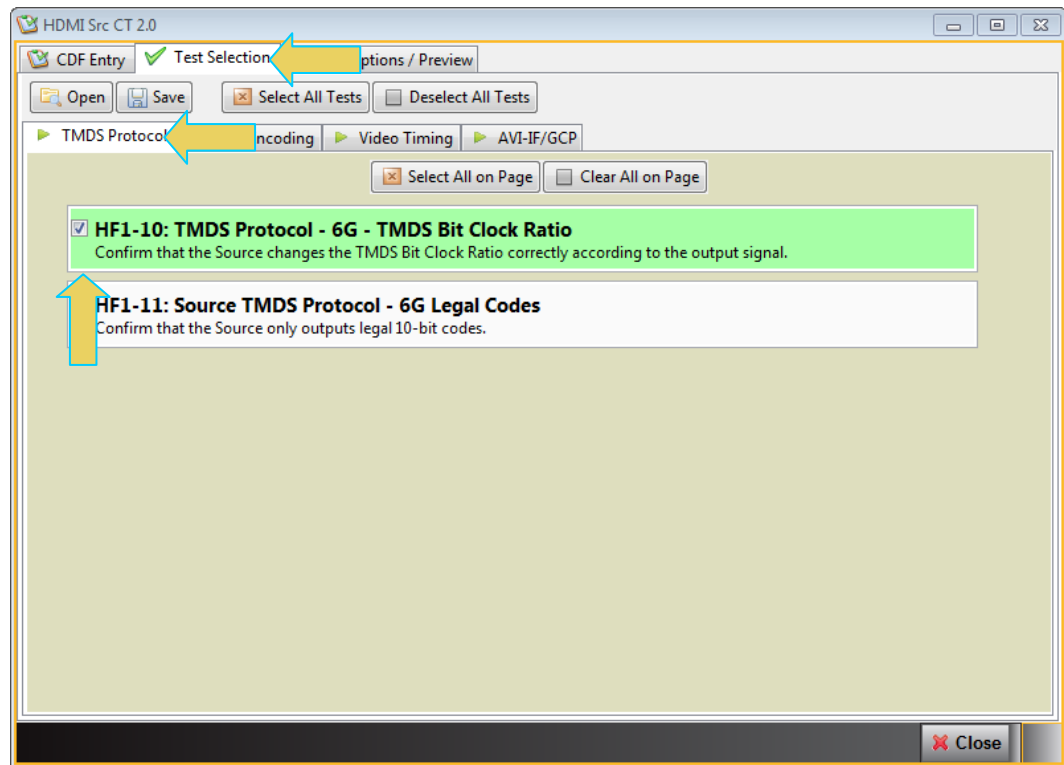 HDMI Src CT 2.0
CDF Entry Test Selection ptions / Preview
Open Save Select All Tests Deselect All Tests
TMDS Protocol ncoding Video Timing AVI-IF/GCP
Select All on Page Clear All on Page
HF1-10: TMDS Protocol - 6G - TMDS Bit Clock Ratio
Confirm that the Source changes the TMDS Bit Clock Ratio correctly according to the output signal.
HF1-11: Source TMDS Protocol - 6G Legal Codes
Confirm that the Source only outputs legal 10-bit codes.
Close